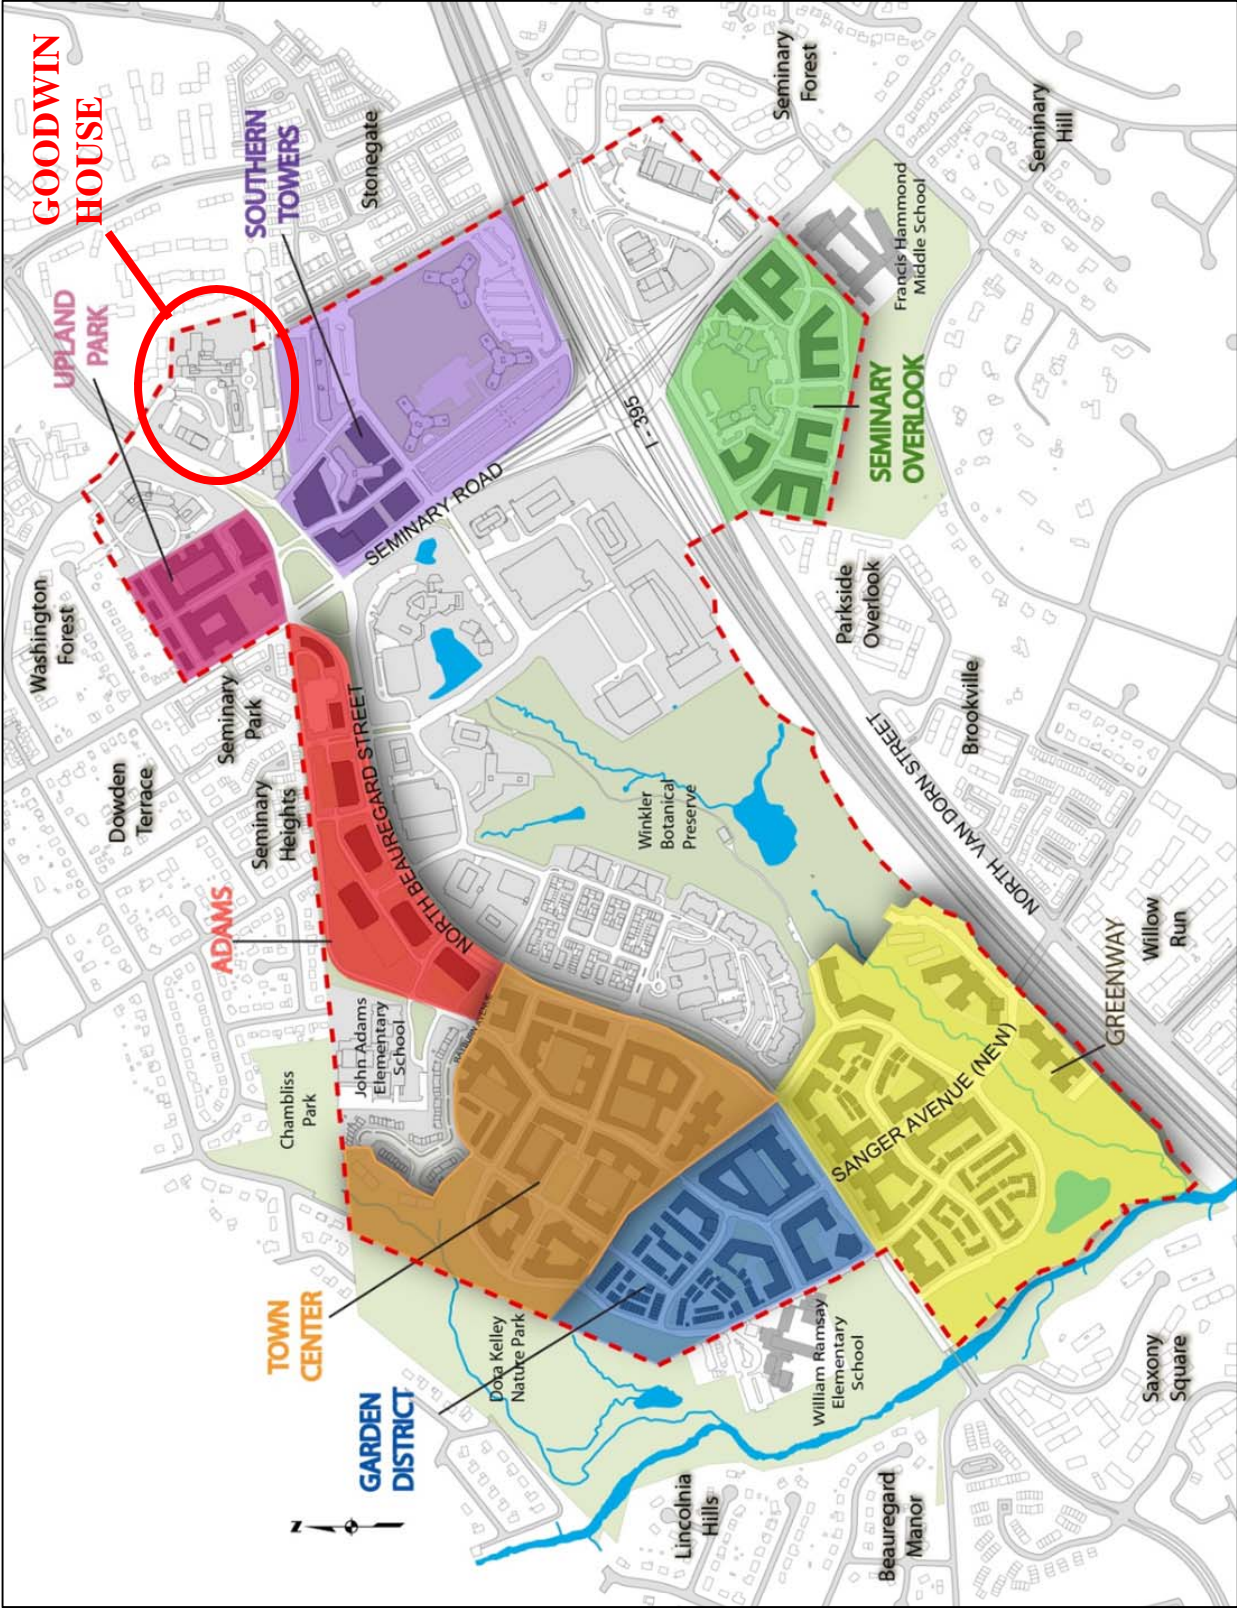 GOODWIN
HOUSE
SOUTHERN
TOWERS
UPLAND
PARK
Stonegate
Seminary
Forest
Seminary
Hill
Francis Hammond
Middle School
SEMINARY
OVERLOOK
I - 395
SEMINARY ROAD
Washington
Forest
Seminary
Park
Dowden
Terrace
Seminary
Heights
ADAMS
NORTH BEAUREGARD STREET
Parkside
Overlook
Brookville
NORTH VAN DORN STREET
Winkler
Botanical
Preserve
Willow
Run
GREENWAY
SANGER AVENUE (NEW)
John Adams
Elementary
School
RAYBURN AVENUE
Chambliss
Park
TOWN
CENTER
GARDEN
DISTRICT
Dora Kelley
Nature Park
William Ramsay
Elementary
School
Saxony
Square
Lincolnia
Hills
Beauregard
Manor
N